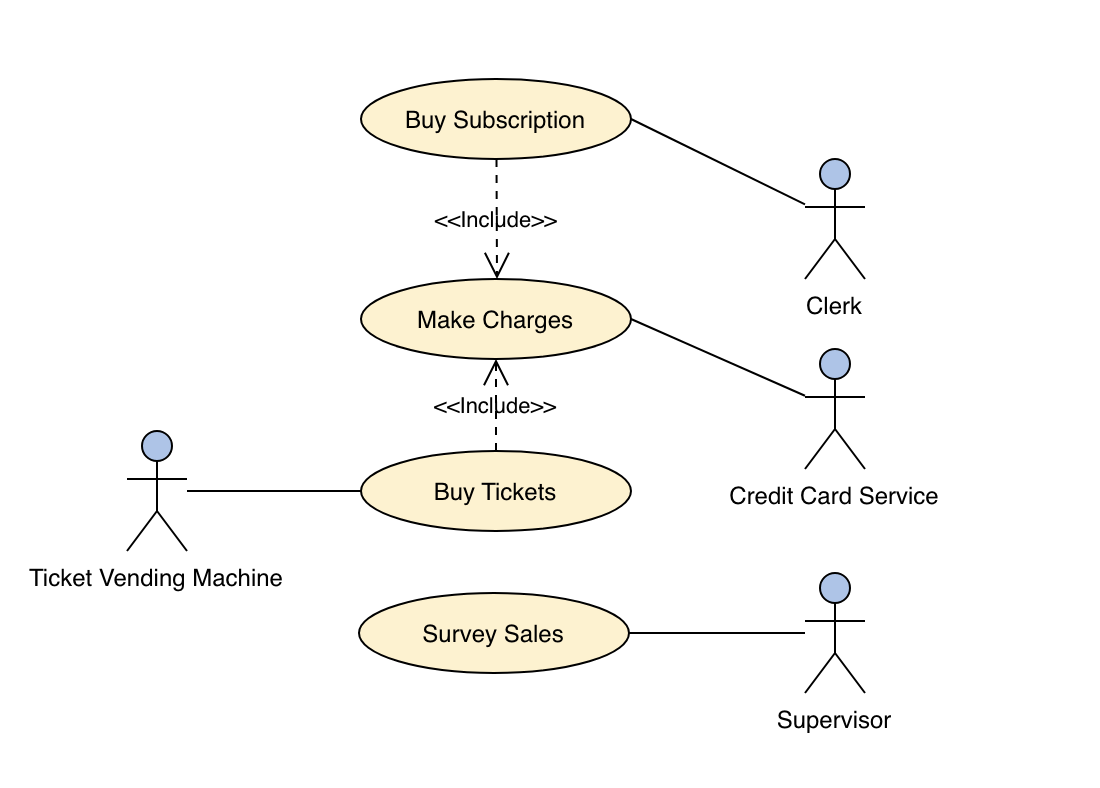 Buy Subscription
<<Include>>
Clerk
Make Charges
<<Include>>
Buy Tickets
Credit Card Service
Ticket Vending Machine
Survey Sales
Supervisor